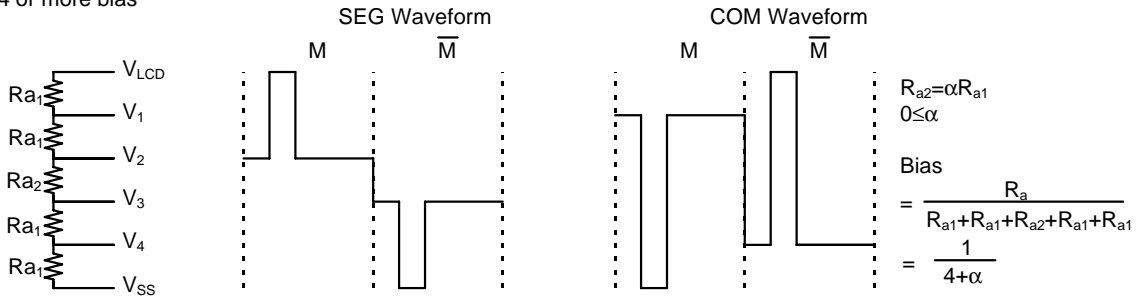 4 or more bias
SEG Waveform
COM Waveform
M
M
M
M
VLCD
V1
V2
V3
V4
VSS
Ra1
Ra1
Ra2
Ra1
Ra1
Ra2=αRa1
0≤α
Bias
= Ra
Ra1+Ra1+Ra2+Ra1+Ra1
= 1
4+α